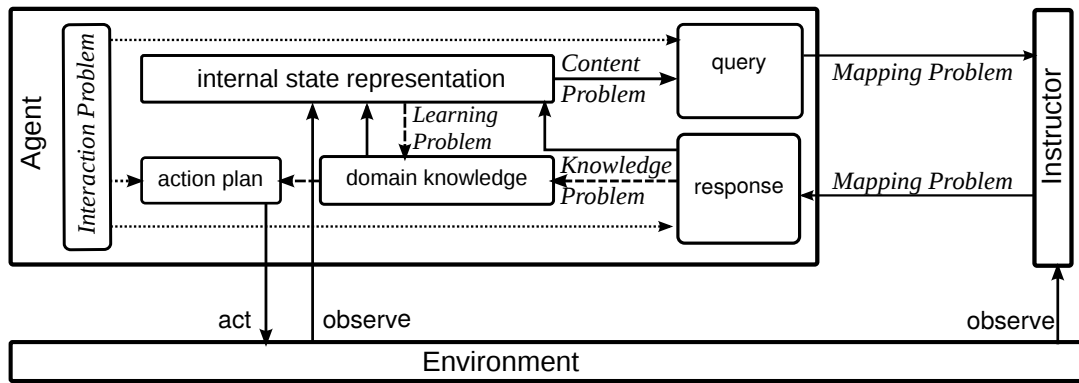 Agent
Interaction Problem
internal state representation
Content
Problem
query
Mapping Problem
Instructor
Learning
Problem
action plan
domain knowledge
Knowledge
Problem
response
Mapping Problem
act
observe
observe
Environment